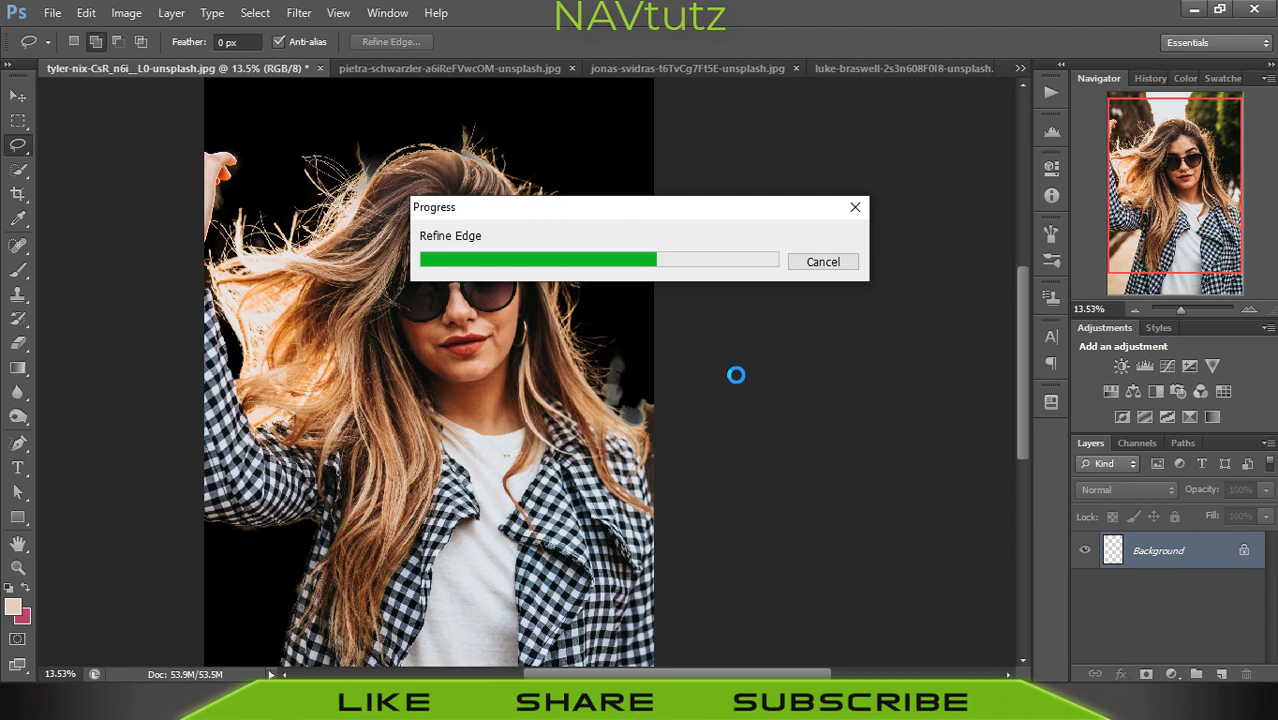 NAVtutz
Ps File Edit Image Layer Type Select Filter View Window Help
Feather: 0 px Anti-alias Refine Edge... Essentials
tyler-nix-CsR_n6i__L0-unsplash.jpg @ 13.5% (RGB/8) * × pietra-schwarzler-a6iReFVwcOM-unsplash.jpg × jonas-svidras-t6TvCg7Ft5E-unsplash.jpg × luke-braswell-2s3n608F0I8-unsplash.
Navigator History Color Swatche
Progress
Refine Edge
Cancel
13.53%
Adjustments Styles
Add an adjustment
Layers Channels Paths
Kind
Normal Opacity: 100%
Lock: Fill: 100%
Background
13.53% Doc: 53.9M/53.5M
LIKE SHARE SUBSCRIBE